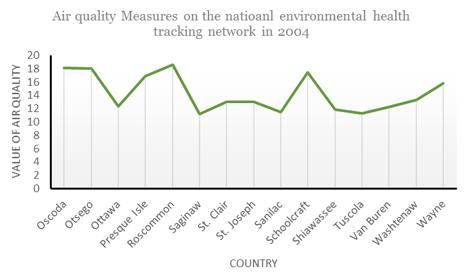 Air quality Measures on the natioanl environmental health
tracking network in 2004
VALUE OF AIR QUALITY
20
18
16
14
12
10
8
6
4
2
0
Oscoda
Otsego
Ottawa
Presque Isle
Roscommon
Saginaw
St. Clair
St. Joseph
Sanilac
Schoolcraft
Shiawassee
Tuscola
Van Buren
Washtenaw
Wayne
COUNTRY